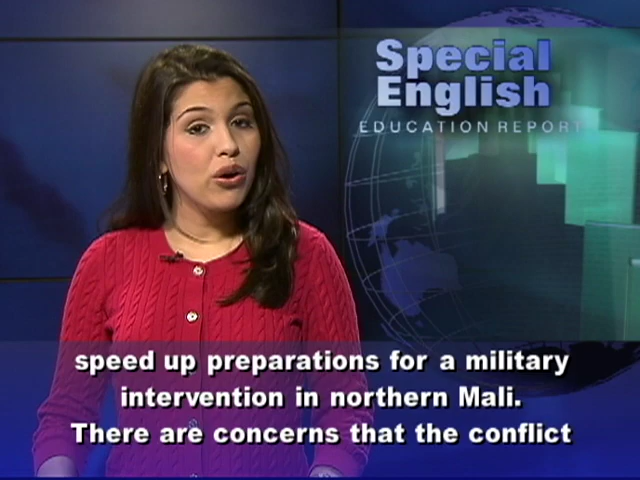 Special
English
EDUCATION REPORT
speed up preparations for a military
intervention in northern Mali.
There are concerns that the conflict